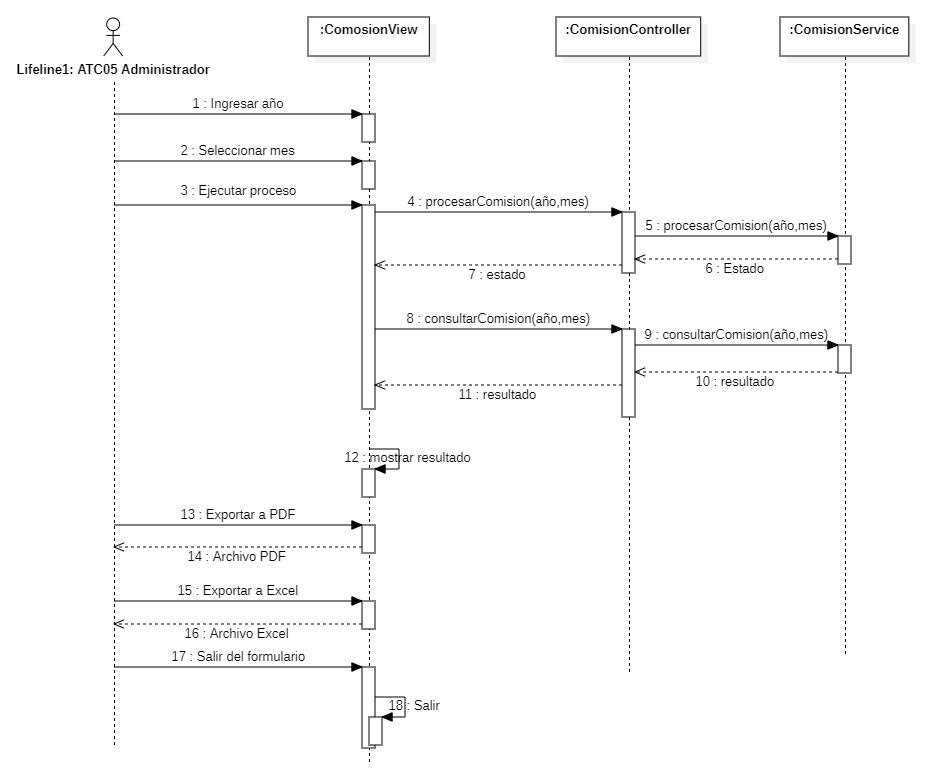 :ComosionView
:ComisionController
:ComisionService
Lifeline1: ATC05 Administrador
1 : Ingresar año
2 : Seleccionar mes
3 : Ejecutar proceso
4 : procesarComision(año,mes)
5 : procesarComision(año,mes)
6 : Estado
7 : estado
8 : consultarComision(año,mes)
9 : consultarComision(año,mes)
10 : resultado
11 : resultado
12 : mostrar resultado
13 : Exportar a PDF
14 : Archivo PDF
15 : Exportar a Excel
16 : Archivo Excel
17 : Salir del formulario
18 : Salir